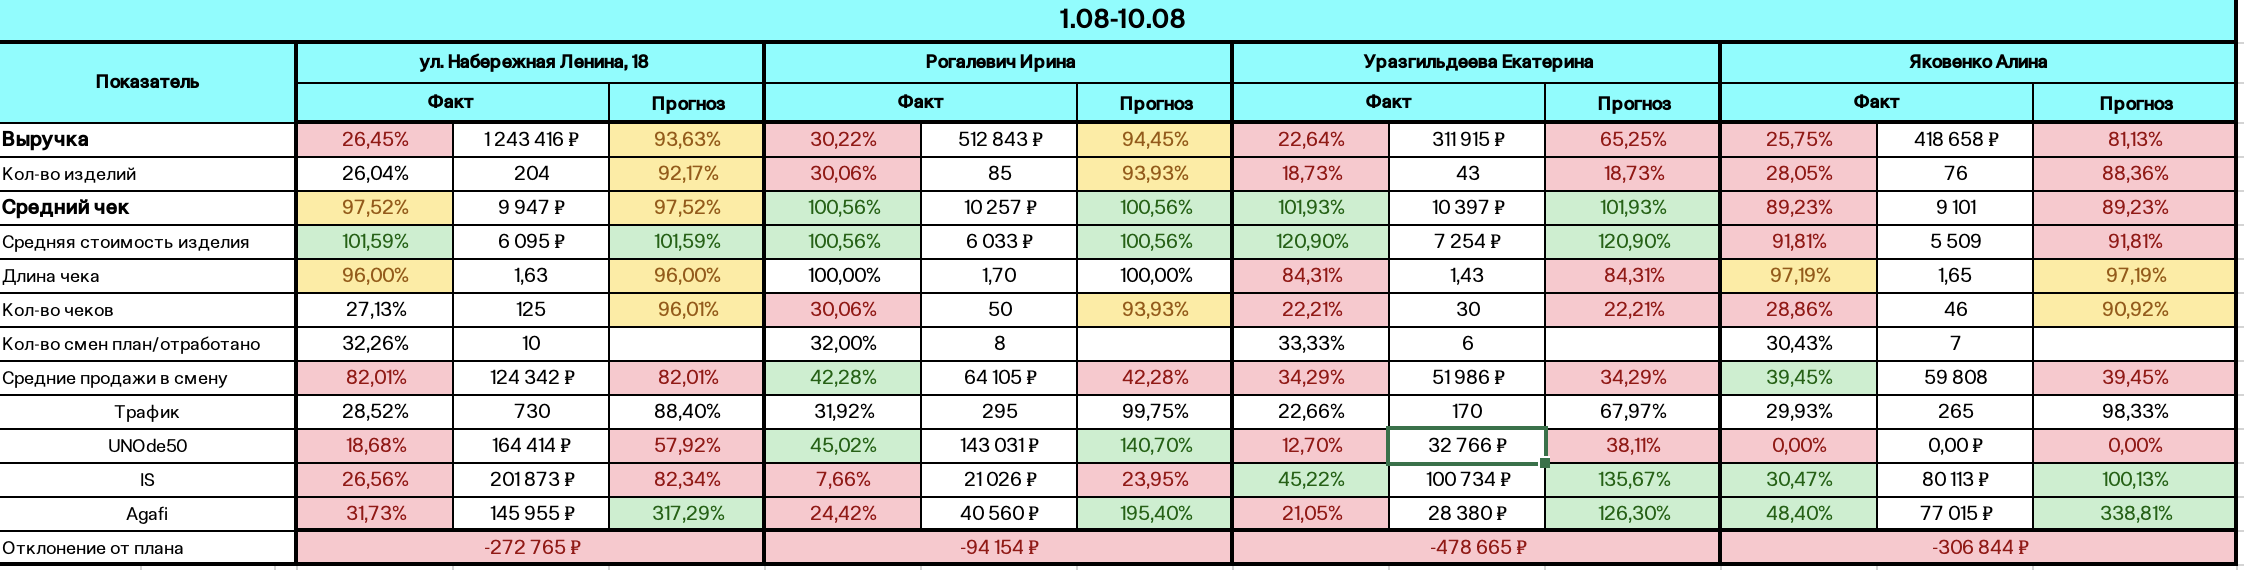 1.08-10.08
Показатель ул. Набережная Ленина, 18 Рогалевич Ирина Уразгильдеева Екатерина Яковенко Алина
Факт Прогноз Факт Прогноз Факт Прогноз Факт Прогноз
Выручка 26,45% 1 243 416 ₽ 93,63% 30,22% 512 843 ₽ 94,45% 22,64% 311 915 ₽ 65,25% 25,75% 418 658 ₽ 81,13%
Кол-во изделий 26,04% 204 92,17% 30,06% 85 93,93% 18,73% 43 18,73% 28,05% 76 88,36%
Средний чек 97,52% 9 947 ₽ 97,52% 100,56% 10 257 ₽ 100,56% 101,93% 10 397 ₽ 101,93% 89,23% 9 101 89,23%
Средняя стоимость изделия 101,59% 6 095 ₽ 101,59% 100,56% 6 033 ₽ 100,56% 120,90% 7 254 ₽ 120,90% 91,81% 5 509 91,81%
Длина чека 96,00% 1,63 96,00% 100,00% 1,70 100,00% 84,31% 1,43 84,31% 97,19% 1,65 97,19%
Кол-во чеков 27,13% 125 96,01% 30,06% 50 93,93% 22,21% 30 22,21% 28,86% 46 90,92%
Кол-во смен план/отработано 32,26% 10 32,00% 8 33,33% 6 30,43% 7
Средние продажи в смену 82,01% 124 342 ₽ 82,01% 42,28% 64 105 ₽ 42,28% 34,29% 51 986 ₽ 34,29% 39,45% 59 808 39,45%
Трафик 28,52% 730 88,40% 31,92% 295 99,75% 22,66% 170 67,97% 29,93% 265 98,33%
UNOde50 18,68% 164 414 ₽ 57,92% 45,02% 143 031 ₽ 140,70% 12,70% 32 766 ₽ 38,11% 0,00% 0,00 ₽ 0,00%
IS 26,56% 201 873 ₽ 82,34% 7,66% 21 026 ₽ 23,95% 45,22% 100 734 ₽ 135,67% 30,47% 80 113 ₽ 100,13%
Agafi 31,73% 145 955 ₽ 317,29% 24,42% 40 560 ₽ 195,40% 21,05% 28 380 ₽ 126,30% 48,40% 77 015 ₽ 338,81%
Отклонение от плана -272 765 ₽ -94 154 ₽ -478 665 ₽ -306 844 ₽